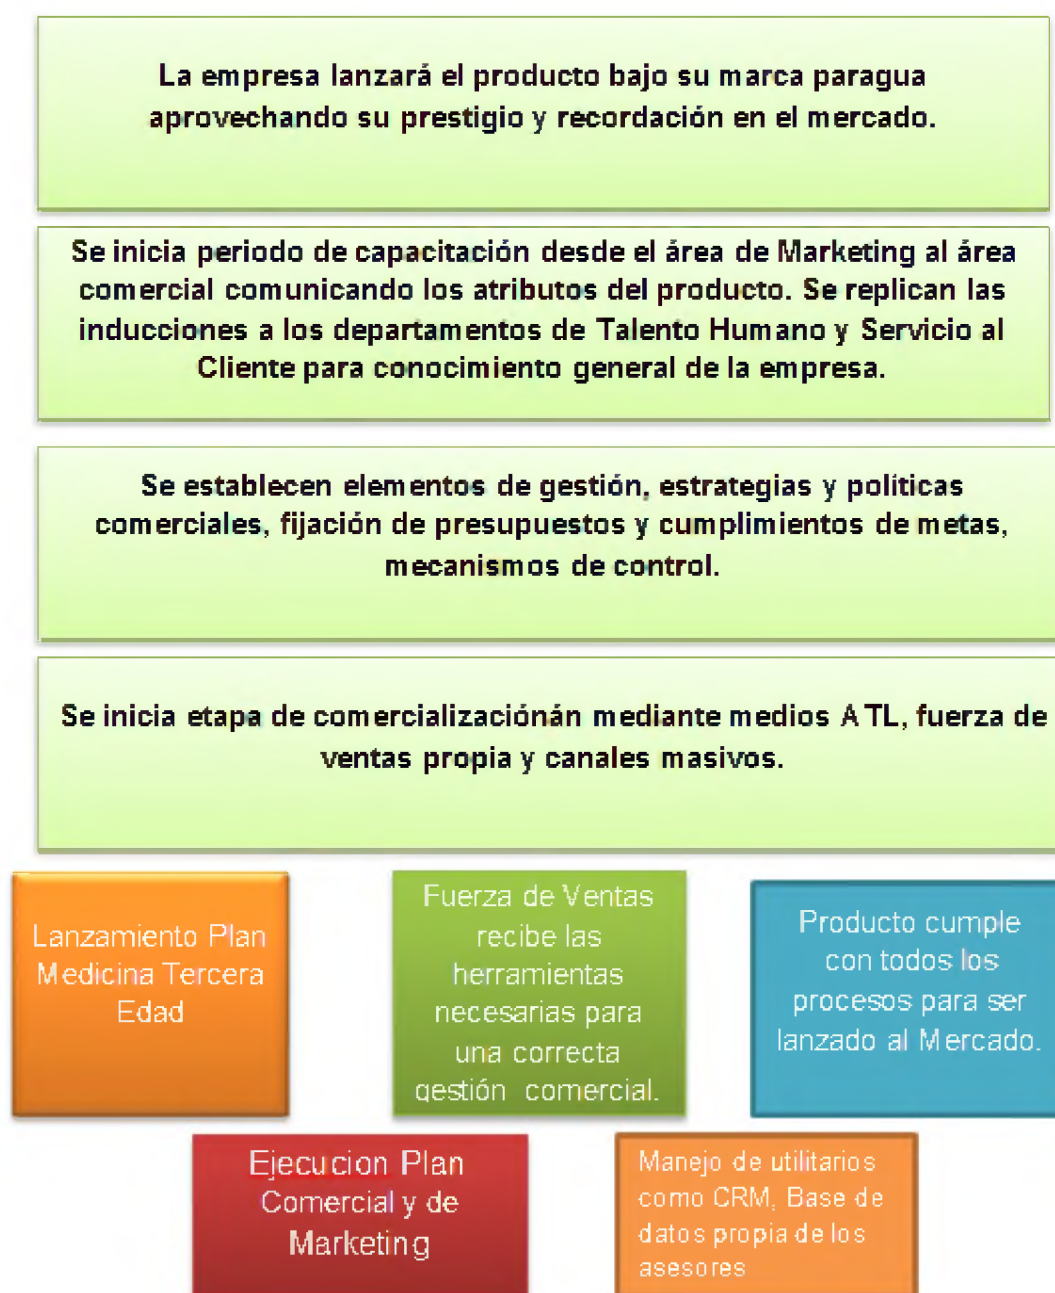 La empresa lanzará el producto bajo su marca paragua
aprovechando su prestigio y recordación en el mercado.
Se inicia periodo de capacitación desde el área de Marketing al área
comercial comunicando los atributos del producto. Se replican las
inducciones a los departamentos de Talento Humano y Servicio al
Cliente para conocimiento general de la empresa.
Se establecen elementos de gestión, estrategias y políticas
comerciales, fijación de presupuestos y cumplimientos de metas,
mecanismos de control.
Se inicia etapa de comercializaciónán mediante medios ATL, fuerza de
ventas propia y canales masivos.
Lanzamiento Plan
Medicina Tercera
Edad
Fuerza de Ventas
recibe las
herramientas
necesarias para
una correcta
gestión comercial.
Producto cumple
con todos los
procesos para ser
lanzado al Mercado.
Ejecucion Plan
Comercial y de
Marketing
Manejo de utilitarios
como CRM, Base de
datos propia de los
asesores